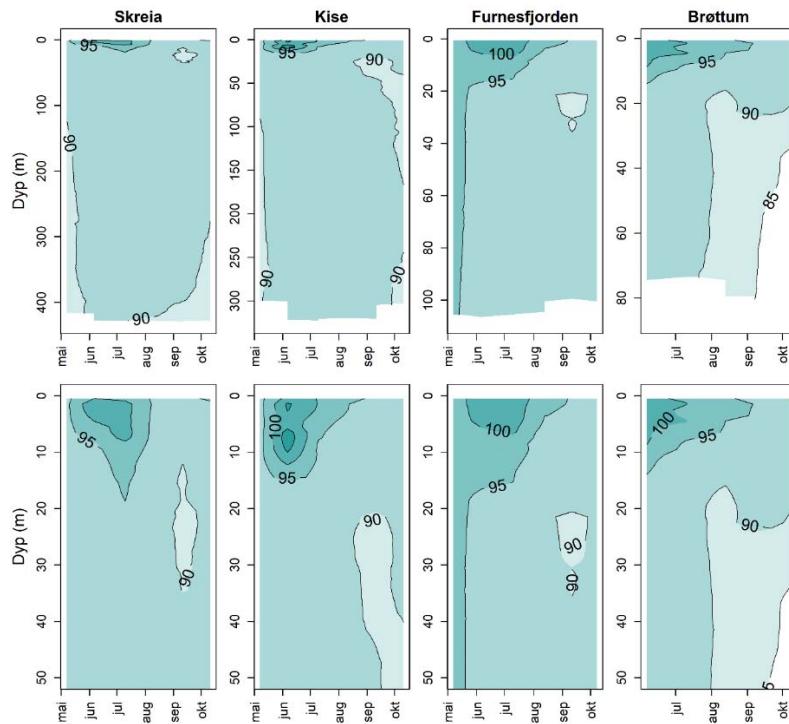 Skreia Kise Furnesfjorden Brøttum
Dyp (m)
0 100 200 300 400
95 90 90
mai jun jul aug sep okt
0 50 100 150 200 250 300
95 90 90 90
mai jun jul aug sep okt
0 20 40 60 80 100
100 95
mai jun jul aug sep okt
0 20 40 60 80
95 90 85
jul aug sep okt
Dyp (m)
0 10 20 30 40 50
95 90
mai jun jul aug sep okt
0 10 20 30 40 50
100 95 90
mai jun jul aug sep okt
0 10 20 30 40 50
100 95 90 90
mai jun jul aug sep okt
0 10 20 30 40 50
100 95 90 5
jul aug sep okt